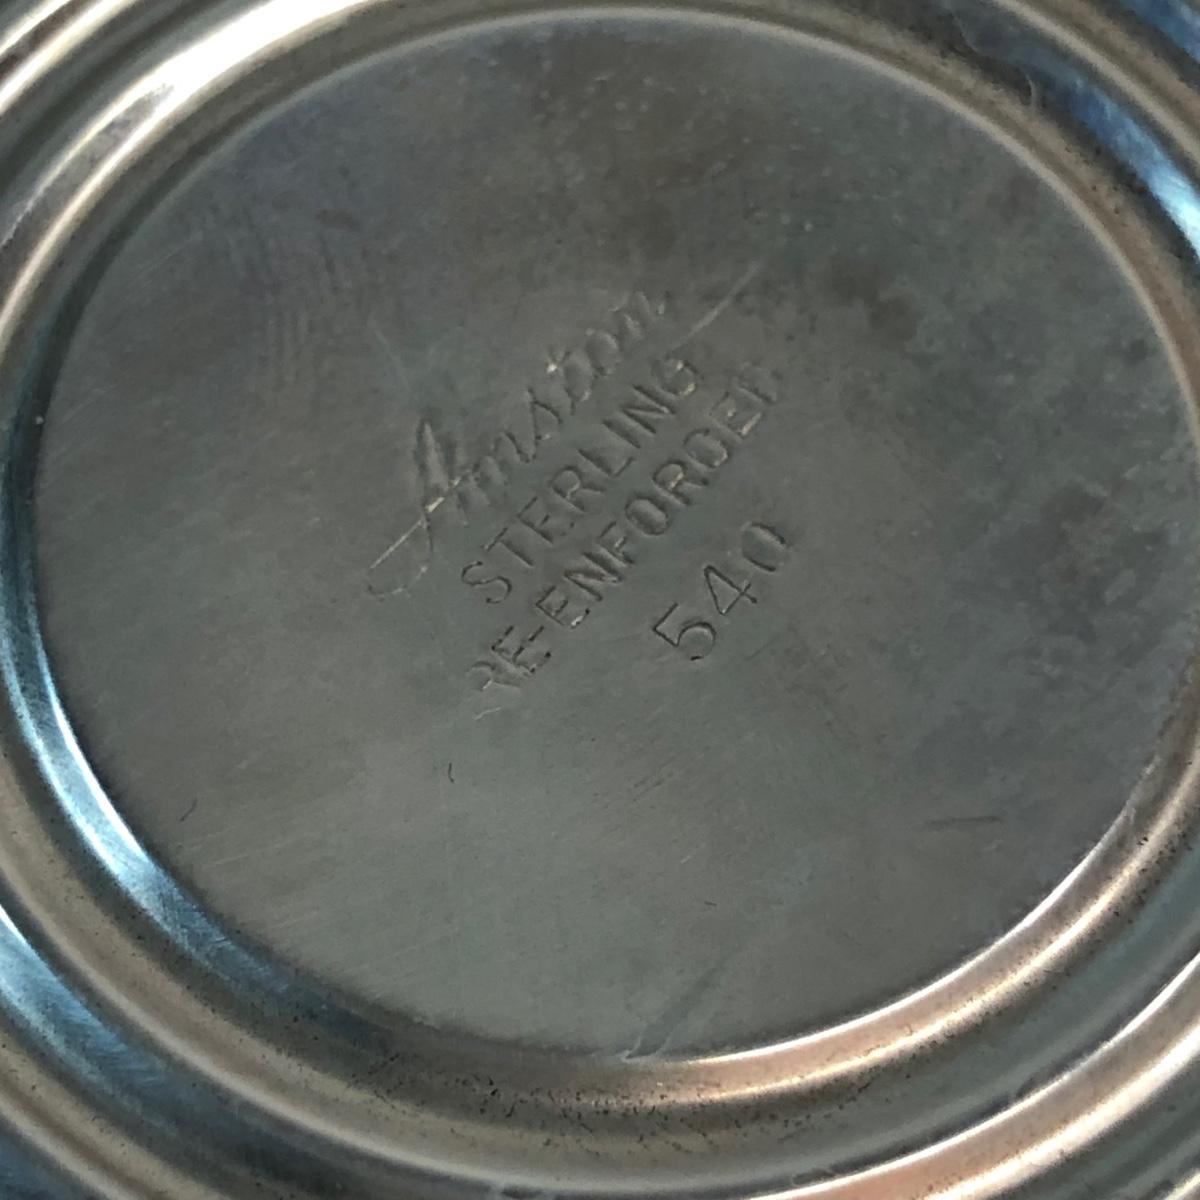 Amston
STERLING
RE-ENFORCED
540